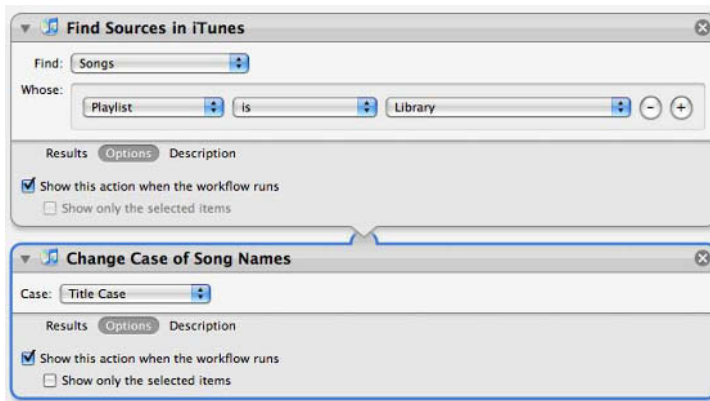 Find Sources in iTunes
Find: Songs
Whose:
Playlist is Library
Results Options Description
Show this action when the workflow runs
Show only the selected items
Change Case of Song Names
Case: Title Case
Results Options Description
Show this action when the workflow runs
Show only the selected items